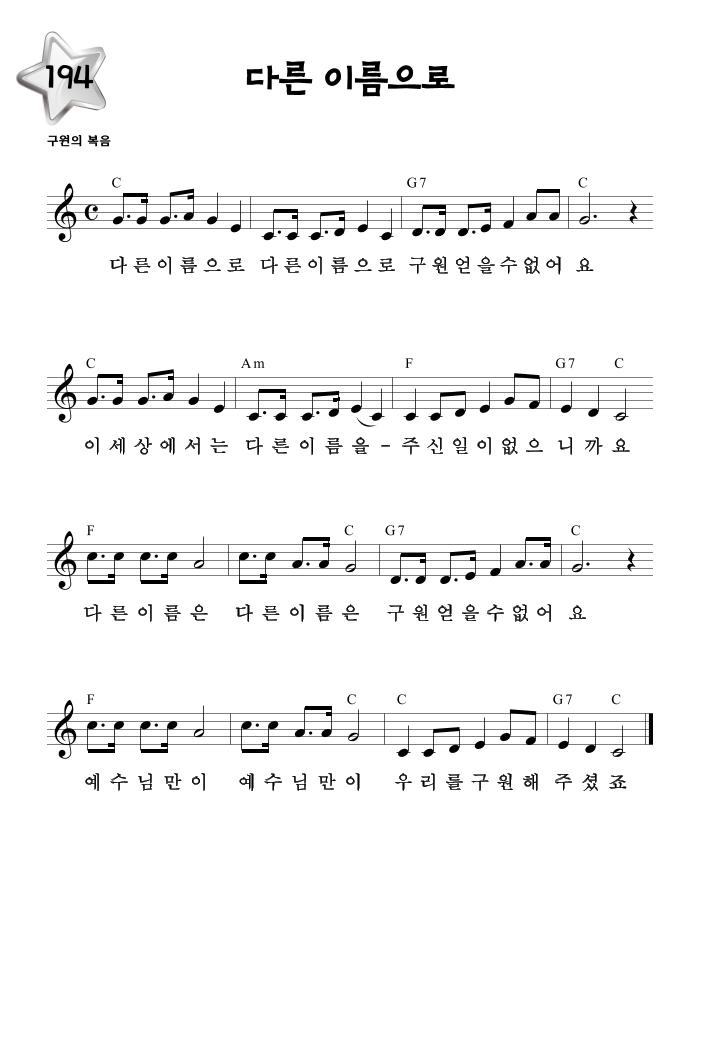 194
다른 이름으로
구원의 복음
C G7 C
다른이름으로 다른이름으로 구원얻을수없어 요
C Am F G7 C
이세상에서는 다른이름을-주신일이없으 니까요
F C G7 C
다른이름은 다른이름은 구원얻을수없어 요
F C C G7 C
예수님만이 예수님만이 우리를구원해 주셨죠